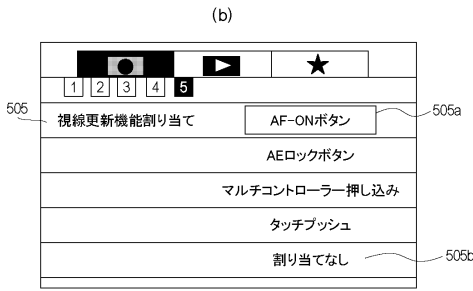 (b)
1 2 3 4 5
505 視線更新機能割り当て AF-ONボタン 505a
AEロックボタン
マルチコントローラー押し込み
タッチプッシュ
割り当てなし 505b